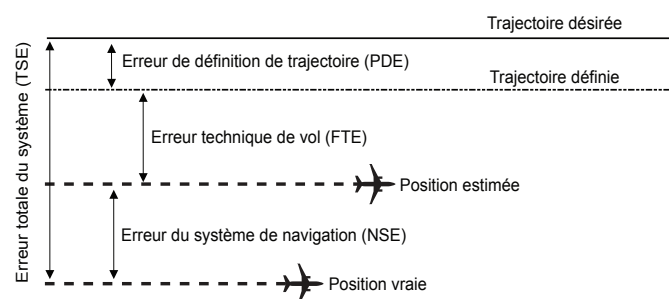 Trajectoire désirée
Erreur de définition de trajectoire (PDE)
Trajectoire définie
Erreur technique de vol (FTE)
Position estimée
Erreur du système de navigation (NSE)
Position vraie
Erreur totale du système (TSE)